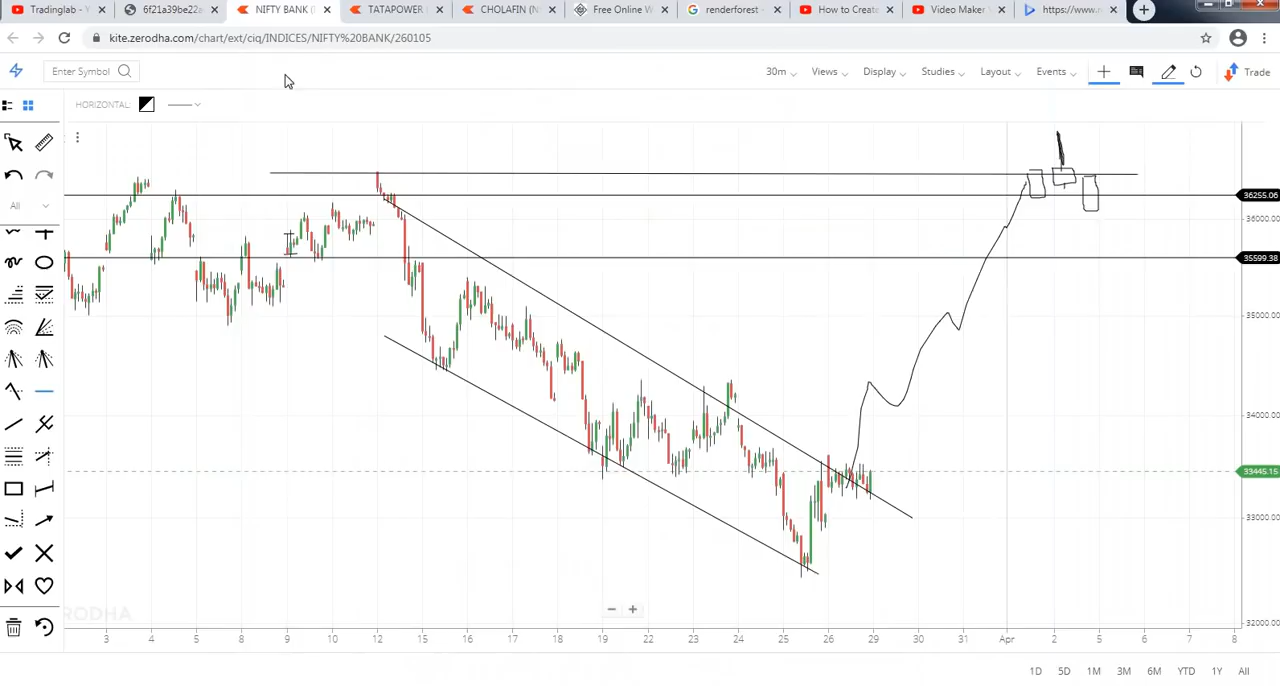 Tradinglab - Y
6f21a39be22a
NIFTY BANK (
TATAPOWER
CHOLAFIN (N
Free Online W
renderforest -
How to Create
Video Maker
https://www.r
kite.zerodha.com/chart/ext/ciq/INDICES/NIFTY%20BANK/260105
Enter Symbol
30m
Views
Display
Studies
Layout
Events
Trade
HORIZONTAL:
All
36255.06
36000.00
35599.38
35000.00
34000.00
33445.15
33000.00
32000.00
ZERODHA
3 4 5 8 9 10 12 15 16 17 18 19 22 23 24 25 26 29 30 31 Apr 2 5 6 7 8
1D 5D 1M 3M 6M YTD 1Y All